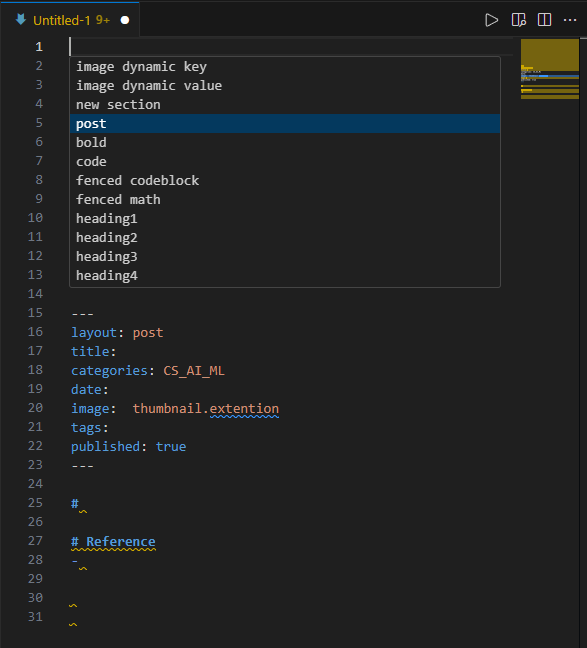 Untitled-1 9+
1
2 image dynamic key
3 image dynamic value
4 new section
5 post
6 bold
7 code
8 fenced codeblock
9 fenced math
10 heading1
11 heading2
12 heading3
13 heading4
14
15 ---
16 layout: post
17 title:
18 categories: CS_AI_ML
19 date:
20 image:  thumbnail.extention
21 tags:
22 published: true
23 ---
24
25 #
26
27 # Reference
28 -
29
30
31